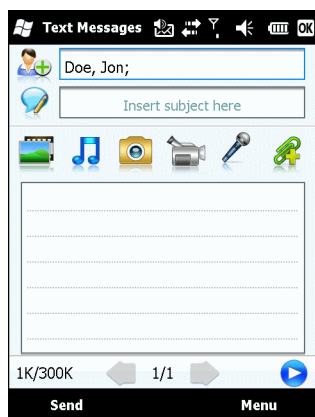 Text Messages OK
Doe, Jon;
Insert subject here
1K/300K 1/1
Send Menu